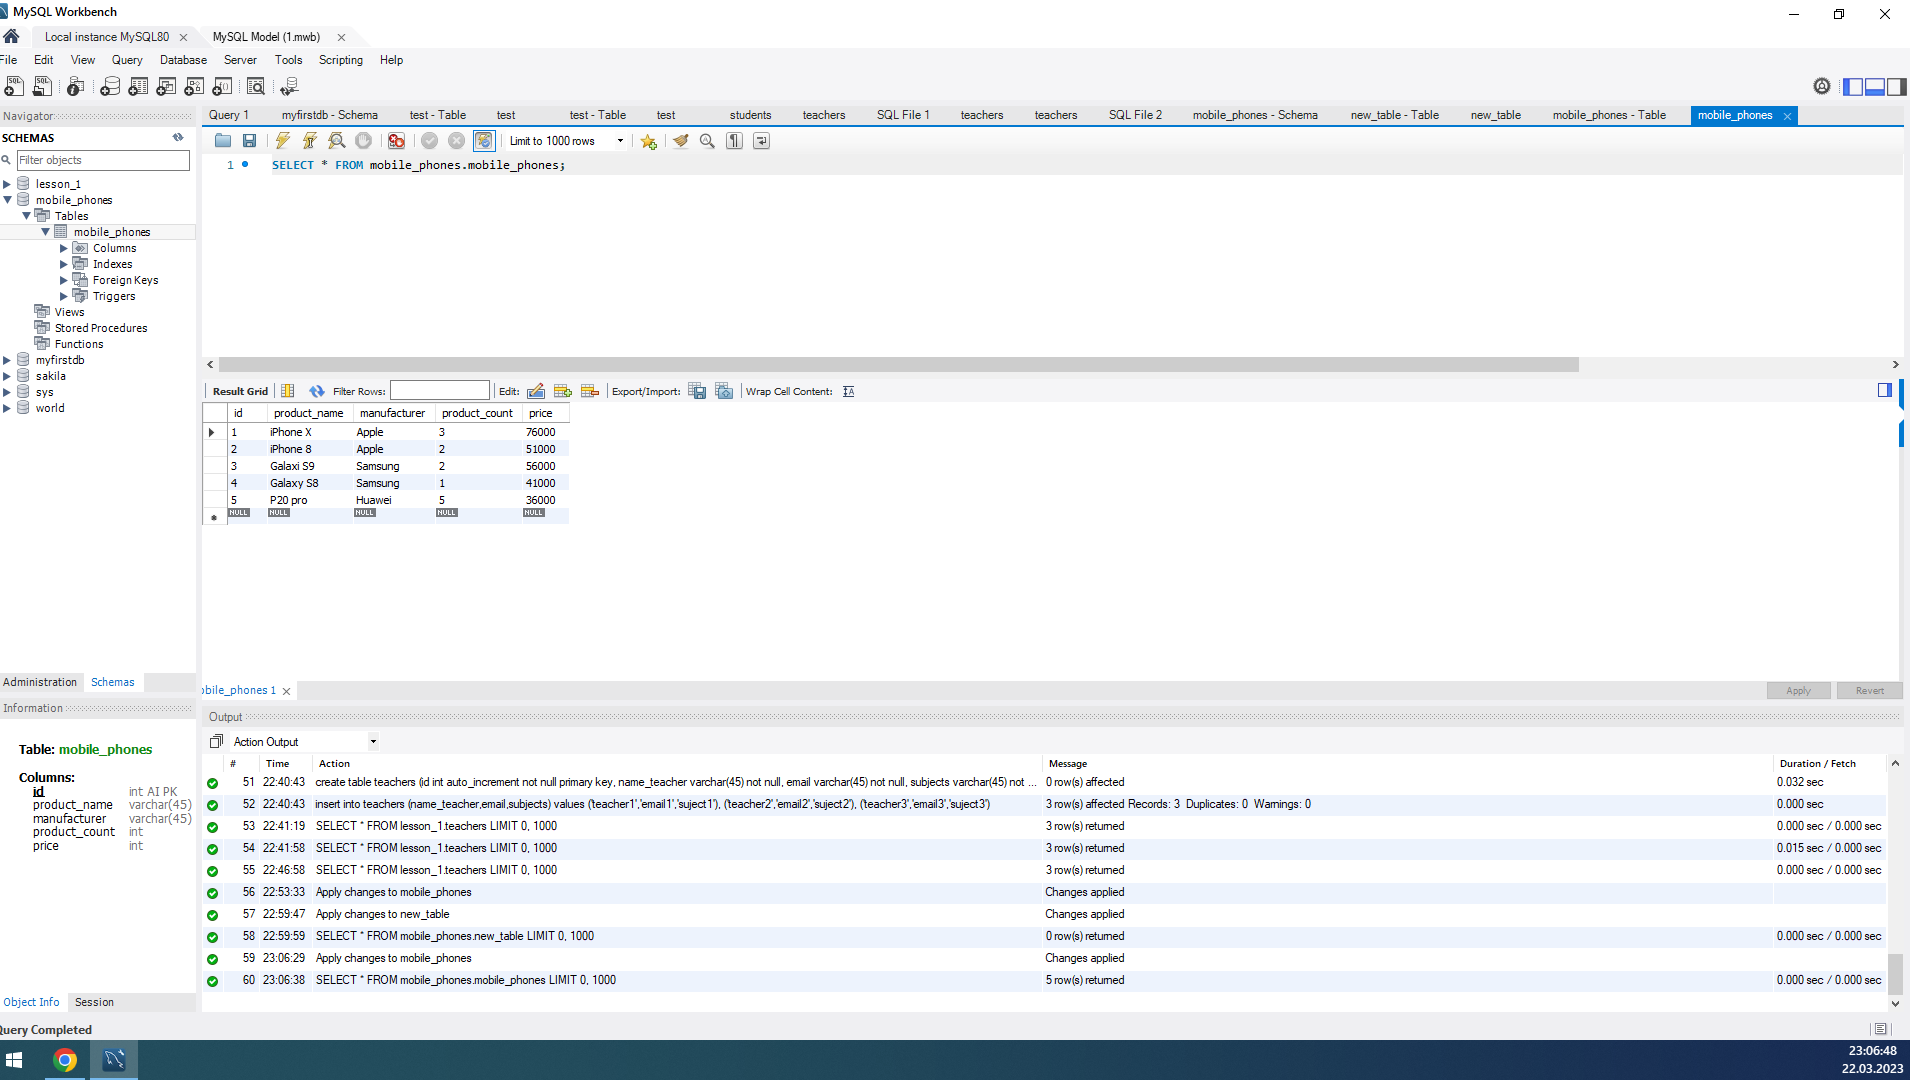 MySQL Workbench
Local instance MySQL80
MySQL Model (1.mwb)
File Edit View Query Database Server Tools Scripting Help
Navigator
SCHEMAS
Filter objects
lesson_1
mobile_phones
Tables
mobile_phones
Columns
Indexes
Foreign Keys
Triggers
Views
Stored Procedures
Functions
myfirstdb
sakila
sys
world
Administration Schemas
Information
Table: mobile_phones
Columns:
id int AI PK
product_name varchar(45)
manufacturer varchar(45)
product_count int
price int
Object Info Session
Query 1 myfirstdb - Schema test - Table test test - Table test students teachers SQL File 1 teachers teachers SQL File 2 mobile_phones - Schema new_table - Table new_table mobile_phones - Table mobile_phones
Limit to 1000 rows
1 SELECT * FROM mobile_phones.mobile_phones;
Result Grid Filter Rows: Edit: Export/Import: Wrap Cell Content:
id product_name manufacturer product_count price
1 iPhone X Apple 3 76000
2 iPhone 8 Apple 2 51000
3 Galaxi S9 Samsung 2 56000
4 Galaxy S8 Samsung 1 41000
5 P20 pro Huawei 5 36000
NULL NULL NULL NULL NULL
obile_phones 1
Apply Revert
Output
Action Output
# Time Action Message Duration / Fetch
51 22:40:43 create table teachers (id int auto_increment not null primary key, name_teacher varchar(45) not null, email varchar(45) not null, subjects varchar(45) not ... 0 row(s) affected 0.032 sec
52 22:40:43 insert into teachers (name_teacher,email,subjects) values ('teacher1','email1','suject1'), ('teacher2','email2','suject2'), ('teacher3','email3','suject3') 3 row(s) affected Records: 3 Duplicates: 0 Warnings: 0 0.000 sec
53 22:41:19 SELECT * FROM lesson_1.teachers LIMIT 0, 1000 3 row(s) returned 0.000 sec / 0.000 sec
54 22:41:58 SELECT * FROM lesson_1.teachers LIMIT 0, 1000 3 row(s) returned 0.015 sec / 0.000 sec
55 22:46:58 SELECT * FROM lesson_1.teachers LIMIT 0, 1000 3 row(s) returned 0.000 sec / 0.000 sec
56 22:53:33 Apply changes to mobile_phones Changes applied
57 22:59:47 Apply changes to new_table Changes applied
58 22:59:59 SELECT * FROM mobile_phones.new_table LIMIT 0, 1000 0 row(s) returned 0.000 sec / 0.000 sec
59 23:06:29 Apply changes to mobile_phones Changes applied
60 23:06:38 SELECT * FROM mobile_phones.mobile_phones LIMIT 0, 1000 5 row(s) returned 0.000 sec / 0.000 sec
Query Completed
23:06:48
22.03.2023